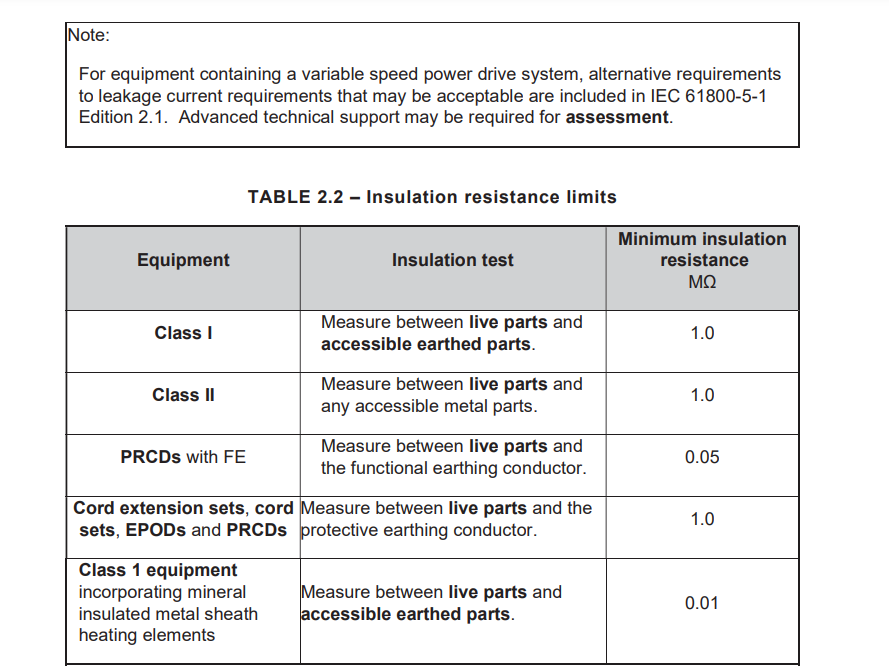 Note:
For equipment containing a variable speed power drive system, alternative requirements
to leakage current requirements that may be acceptable are included in IEC 61800-5-1
Edition 2.1.  Advanced technical support may be required for assessment.
TABLE 2.2 – Insulation resistance limits
Equipment
Insulation test
Minimum insulation
resistance
MΩ
Class I
Measure between live parts and
accessible earthed parts.
1.0
Class II
Measure between live parts and
any accessible metal parts.
1.0
PRCDs with FE
Measure between live parts and
the functional earthing conductor.
0.05
Cord extension sets, cord
sets, EPODs and PRCDs
Measure between live parts and the
protective earthing conductor.
1.0
Class 1 equipment
incorporating mineral
insulated metal sheath
heating elements
Measure between live parts and
accessible earthed parts.
0.01